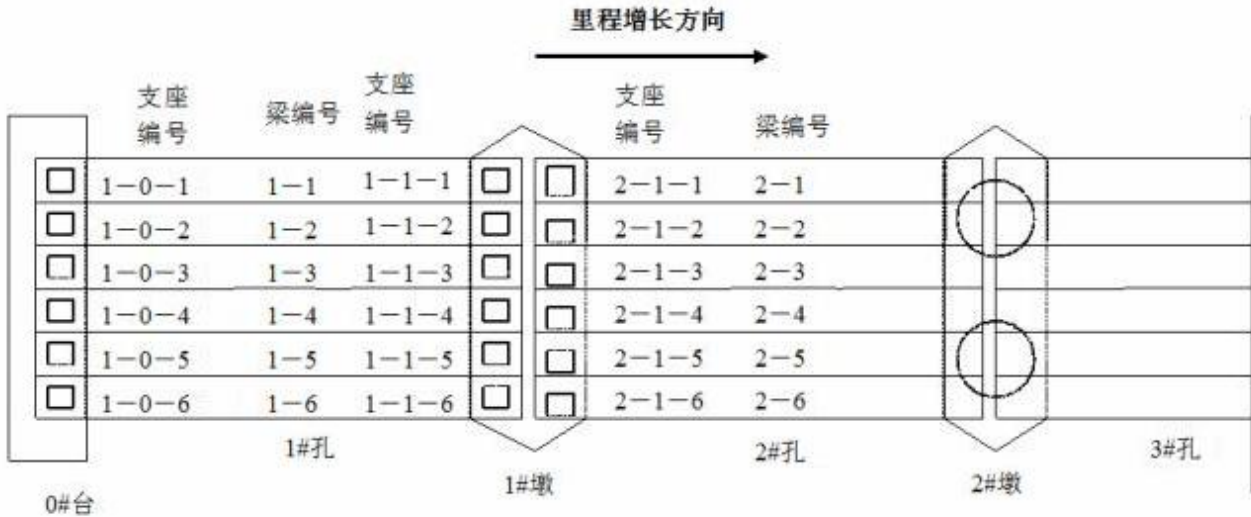 里程增长方向
支座
编号
梁编号
支座
编号
支座
编号
梁编号
1-0-1 1-1 1-1-1 2-1-1 2-1
1-0-2 1-2 1-1-2 2-1-2 2-2
1-0-3 1-3 1-1-3 2-1-3 2-3
1-0-4 1-4 1-1-4 2-1-4 2-4
1-0-5 1-5 1-1-5 2-1-5 2-5
1-0-6 1-6 1-1-6 2-1-6 2-6
1#孔 2#孔 3#孔
0#台 1#墩 2#墩